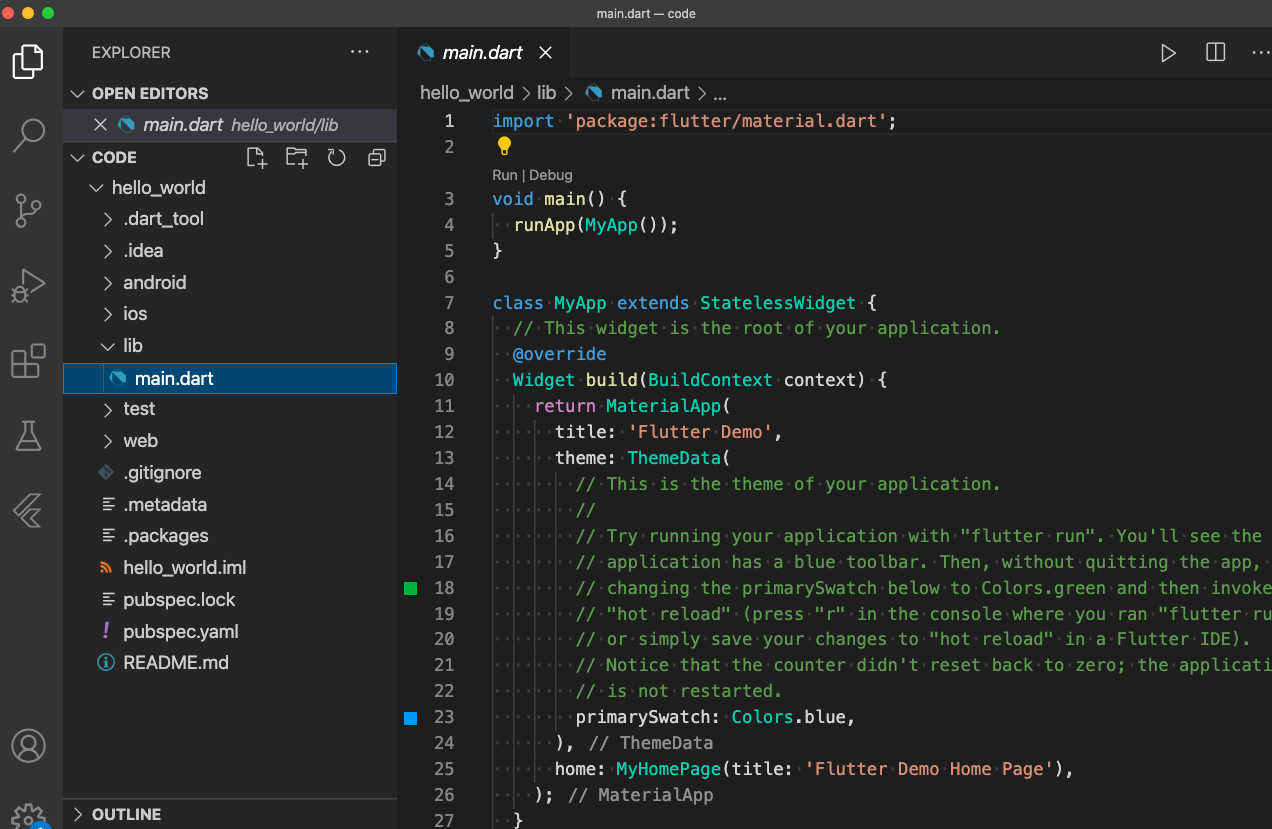 main.dart — code
EXPLORER
OPEN EDITORS
main.dart hello_world/lib
CODE
hello_world
.dart_tool
.idea
android
ios
lib
main.dart
test
web
.gitignore
.metadata
.packages
hello_world.iml
pubspec.lock
pubspec.yaml
README.md
OUTLINE
main.dart
hello_world > lib > main.dart > ...
1 import 'package:flutter/material.dart';
2
Run | Debug
3 void main() {
4 runApp(MyApp());
5 }
6
7 class MyApp extends StatelessWidget {
8 // This widget is the root of your application.
9 @override
10 Widget build(BuildContext context) {
11 return MaterialApp(
12 title: 'Flutter Demo',
13 theme: ThemeData(
14 // This is the theme of your application.
15 //
16 // Try running your application with "flutter run". You'll see the
17 // application has a blue toolbar. Then, without quitting the app,
18 // changing the primarySwatch below to Colors.green and then invoke
19 // "hot reload" (press "r" in the console where you ran "flutter ru
20 // or simply save your changes to "hot reload" in a Flutter IDE).
21 // Notice that the counter didn't reset back to zero; the applicati
22 // is not restarted.
23 primarySwatch: Colors.blue,
24 ), // ThemeData
25 home: MyHomePage(title: 'Flutter Demo Home Page'),
26 ); // MaterialApp
27 }